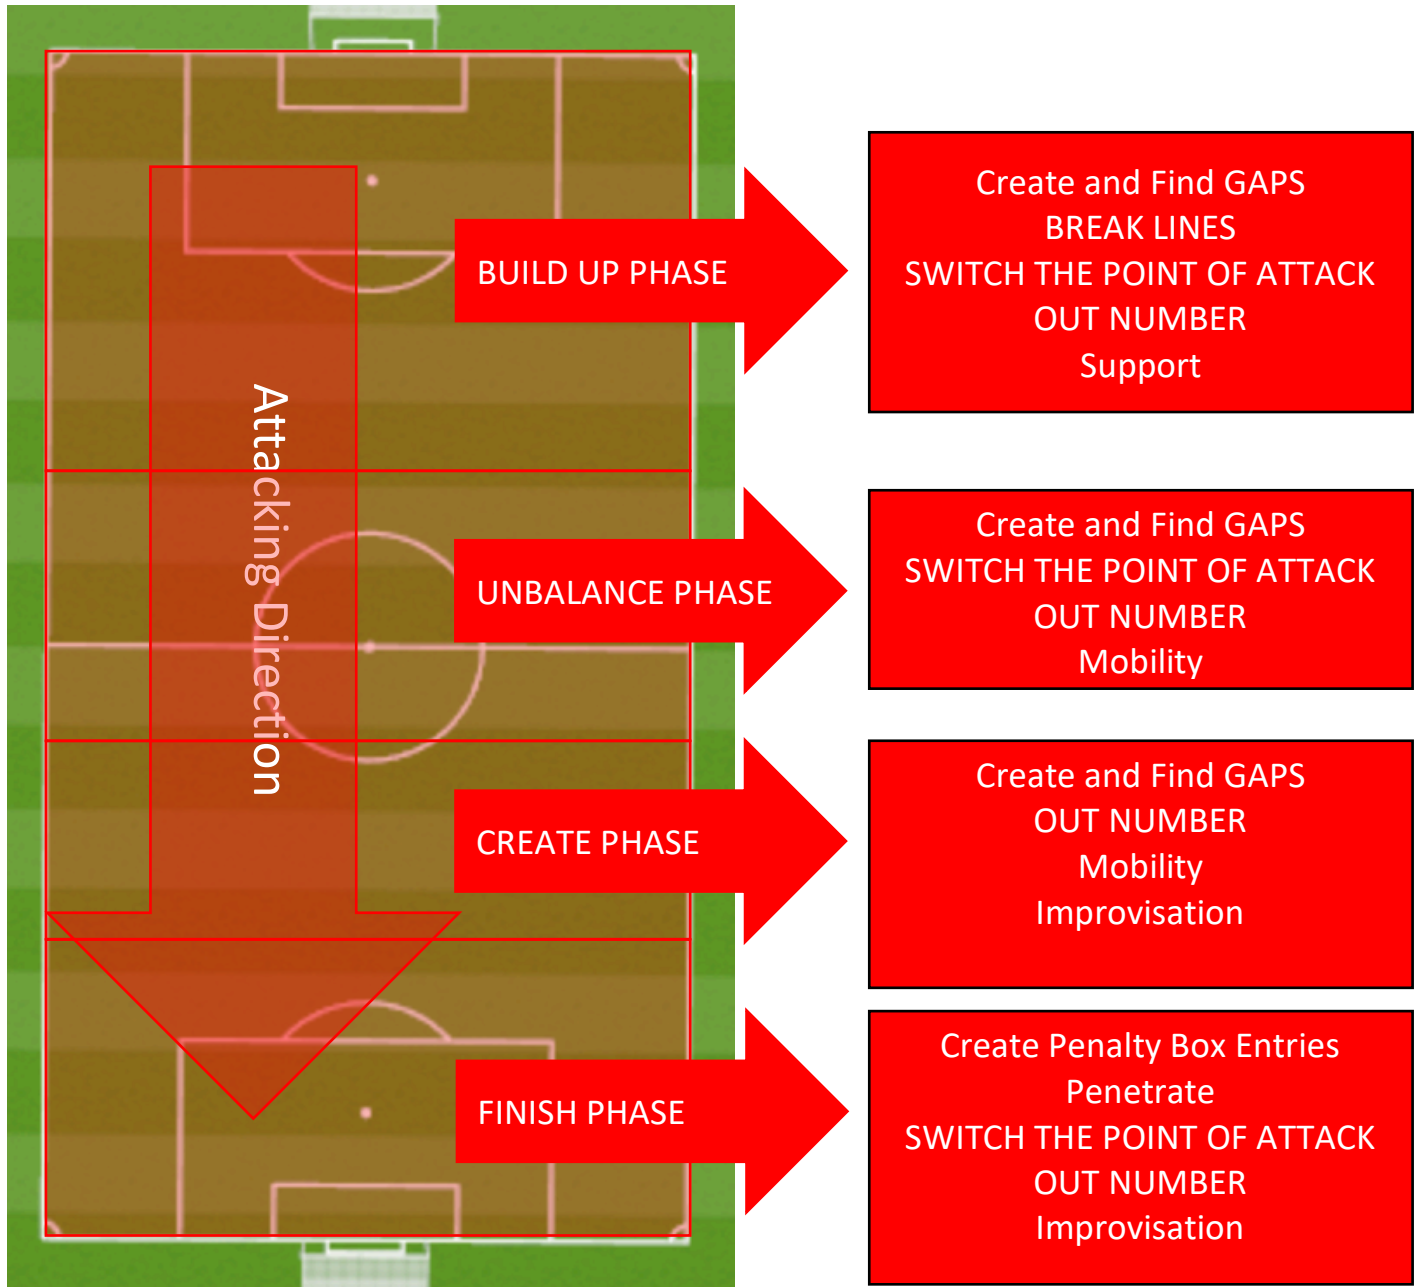 Attacking Direction
BUILD UP PHASE
Create and Find GAPS
BREAK LINES
SWITCH THE POINT OF ATTACK
OUT NUMBER
Support
UNBALANCE PHASE
Create and Find GAPS
SWITCH THE POINT OF ATTACK
OUT NUMBER
Mobility
CREATE PHASE
Create and Find GAPS
OUT NUMBER
Mobility
Improvisation
FINISH PHASE
Create Penalty Box Entries
Penetrate
SWITCH THE POINT OF ATTACK
OUT NUMBER
Improvisation